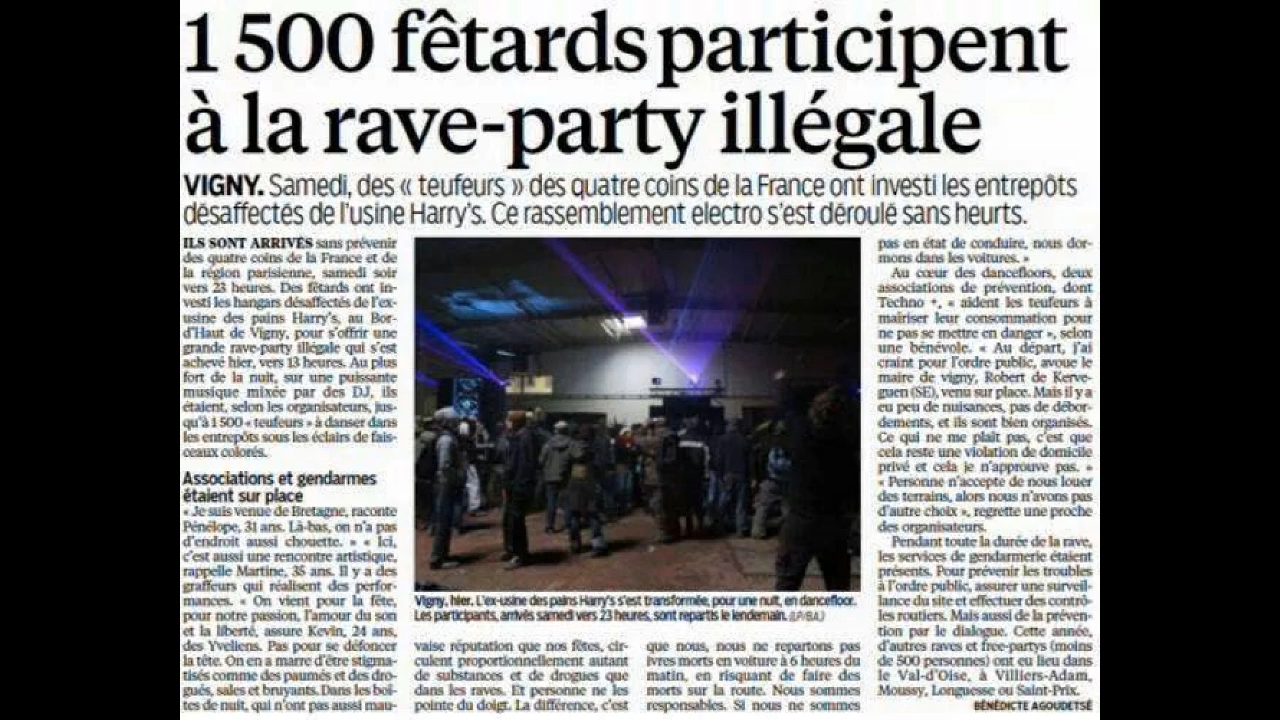 1 500 fêtards participent
à la rave-party illégale
VIGNY. Samedi, des « teufeurs » des quatre coins de la France ont investi les entrepôts
désaffectés de l'usine Harry's. Ce rassemblement electro s'est déroulé sans heurts.
ILS SONT ARRIVÉS sans prévenir
des quatre coins de la France et de
la région parisienne, samedi soir
vers 23 heures. Des fêtards ont in-
vesti les hangars désaffectés de l'ex-
usine des pains Harry's, au Bor-
d'Haut de Vigny, pour s'offrir une
grande rave-party illégale qui s'est
achevé hier, vers 13 heures. Au plus
fort de la nuit, sur une puissante
musique mixée par des DJ, ils
étaient, selon les organisateurs, jus-
qu'à 1 500 « teufeurs » à danser dans
les entrepôts sous les éclairs de fais-
ceaux colorés.
Associations et gendarmes
étaient sur place
« Je suis venue de Bretagne, raconte
Pénélope, 31 ans. Là-bas, on n'a pas
d'endroit aussi chouette. » « Ici,
c'est aussi une rencontre artistique,
rappelle Martine, 35 ans. Il y a des
graffeurs qui réalisent des perfor-
mances. « On vient pour la fête,
pour notre passion, l'amour du son
et la liberté, assure Kevin, 24 ans,
des Yveliens. Pas pour se défoncer
la tête. On en a marre d'être stigma-
tisés comme des paumés et des dro-
gués, sales et bruyants. Dans les boî-
tes de nuit, qui n'ont pas aussi mau-
Vigny, hier. L'ex-usine des pains Harry's s'est transformée, pour une nuit, en dancefloor.
Les participants, arrivés samedi vers 23 heures, sont repartis le lendemain. (LP/B.A.)
vaise réputation que nos fêtes, cir-
culent proportionnellement autant
de substances et de drogues que
dans les raves. Et personne ne les
pointe du doigt. La différence, c'est
que nous, nous ne repartons pas
ivres morts en voiture à 6 heures du
matin, en risquant de faire des
morts sur la route. Nous sommes
responsables. Si nous ne sommes
pas en état de conduire, nous dor-
mons dans les voitures. »
Au cœur des dancefloors, deux
associations de prévention, dont
Techno +, « aident les teufeurs à
maîriser leur consommation pour
ne pas se mettre en danger », selon
une bénévole. « Au départ, j'ai
craint pour l'ordre public, avoue le
maire de vigny, Robert de Kerve-
guen (SE), venu sur place. Mais il y a
eu peu de nuisances, pas de débor-
dements, et ils sont bien organisés.
Ce qui ne me plaît pas, c'est que
cela reste une violation de domicile
privé et cela je n'approuve pas. »
« Personne n'accepte de nous louer
des terrains, alors nous n'avons pas
d'autre choix », regrette une proche
des organisateurs.
Pendant toute la durée de la rave,
les services de gendarmerie étaient
présents. Pour prévenir les troubles
à l'ordre public, assurer une surveil-
lance du site et effectuer des contrô-
les routiers. Mais aussi de la préven-
tion par le dialogue. Cette année,
d'autres raves et free-partys (moins
de 500 personnes) ont eu lieu dans
le Val-d'Oise, à Villiers-Adam,
Moussy, Longuesse ou Saint-Prix.
BÉNÉDICTE AGOUDETSÉ